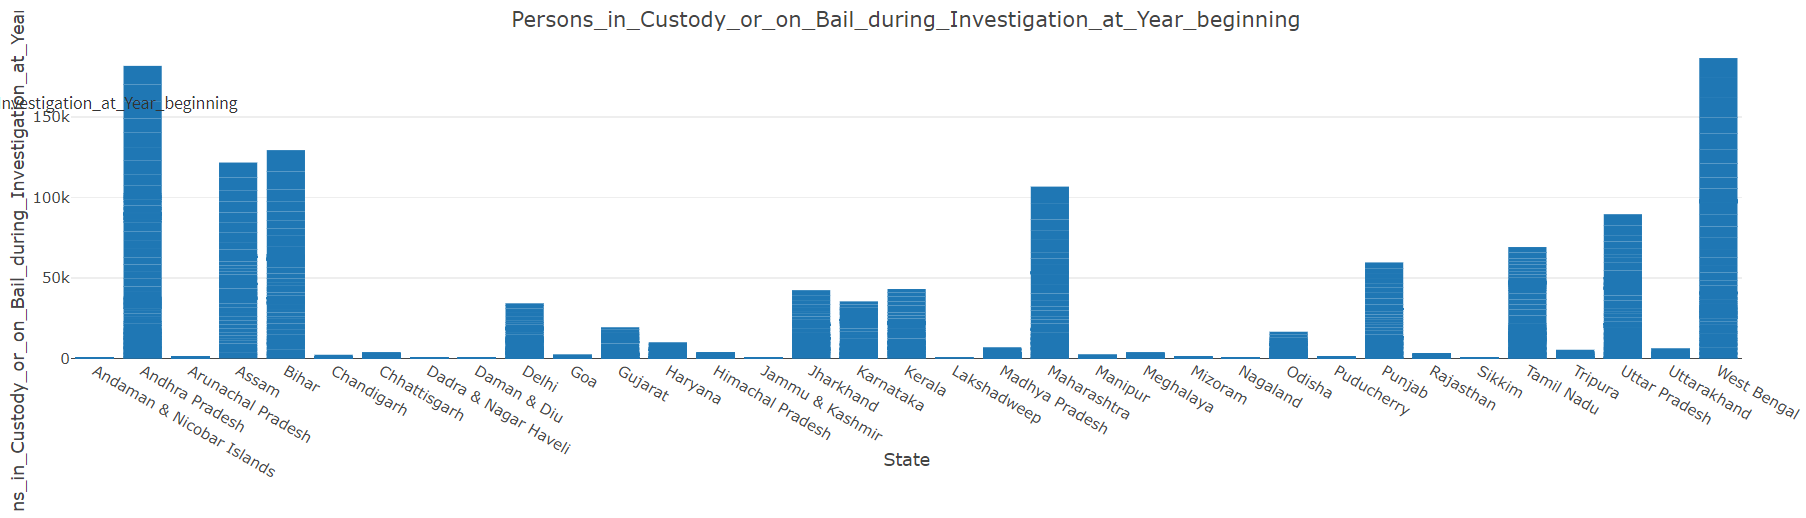 Persons_in_Custody_or_on_Bail_during_Investigation_at_Year_beginning
nvestigation_at_Year_beginning
ns_in_Custody_or_on_Bail_during_Investigation_at_Year
150k
100k
50k
0
Andaman & Nicobar Islands
Andhra Pradesh
Arunachal Pradesh
Assam
Bihar
Chandigarh
Chhattisgarh
Dadra & Nagar Haveli
Daman & Diu
Delhi
Goa
Gujarat
Haryana
Himachal Pradesh
Jammu & Kashmir
Jharkhand
Karnataka
Kerala
Lakshadweep
Madhya Pradesh
Maharashtra
Manipur
Meghalaya
Mizoram
Nagaland
Odisha
Puducherry
Punjab
Rajasthan
Sikkim
Tamil Nadu
Tripura
Uttar Pradesh
Uttarakhand
West Bengal
State